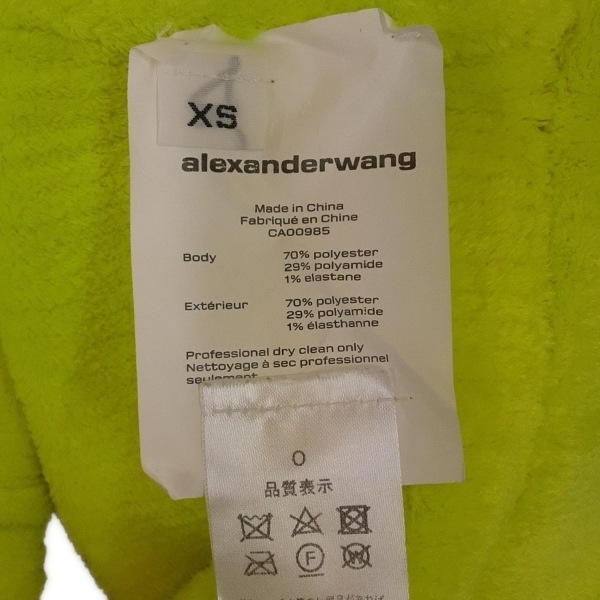 XS
alexanderwang
Made in China
Fabriqué en Chine
CA00985
Body 70% polyester
29% polyamide
1% elastane
Extérieur 70% polyester
29% polyamide
1% élasthanne
Professional dry clean only
Nettoyage à sec professionnel
seulement
0
品質表示
F
W